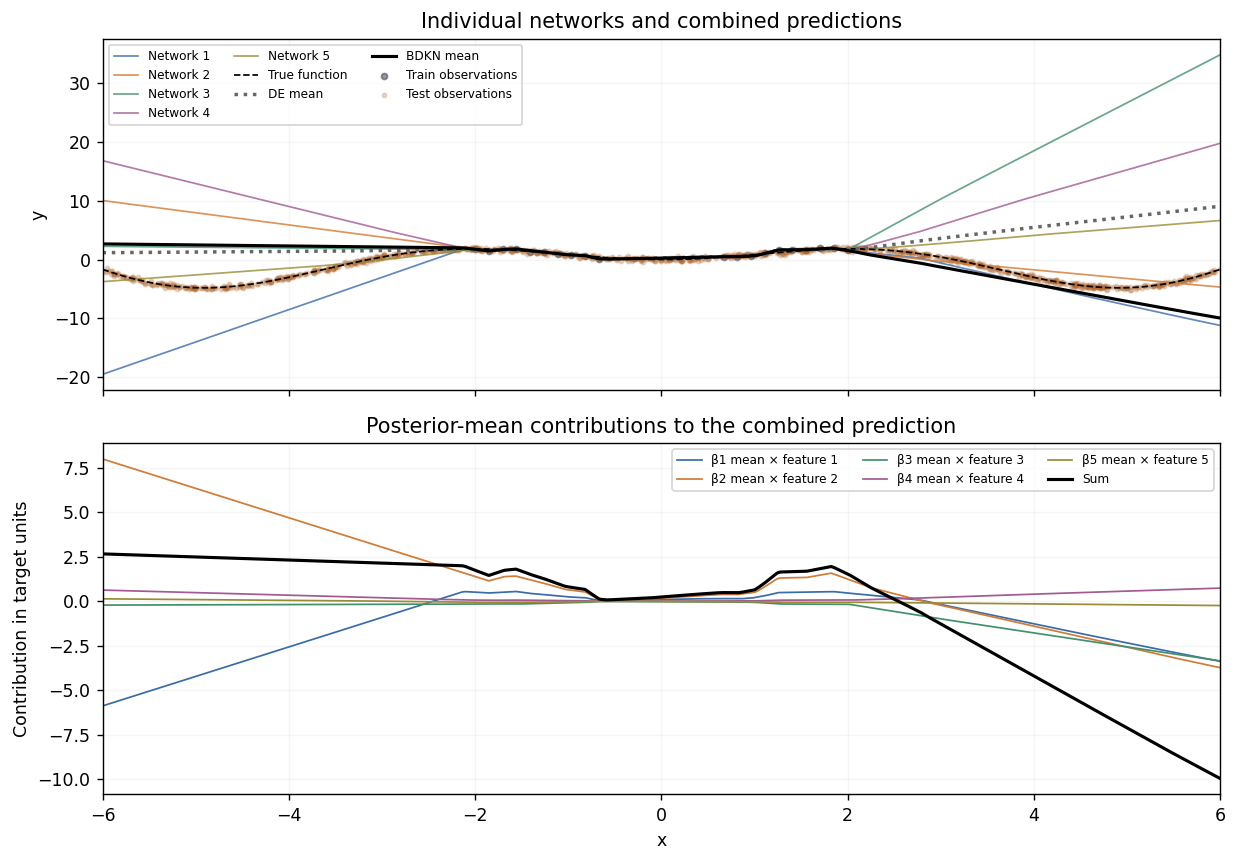 Individual networks and combined predictions
Network 1
Network 2
Network 3
Network 4
Network 5
True function
DE mean
BDKN mean
Train observations
Test observations
30
20
10
0
−10
−20
y
Posterior-mean contributions to the combined prediction
β1 mean × feature 1
β2 mean × feature 2
β3 mean × feature 3
β4 mean × feature 4
β5 mean × feature 5
Sum
7.5
5.0
2.5
0.0
−2.5
−5.0
−7.5
−10.0
Contribution in target units
−6
−4
−2
0
2
4
6
x